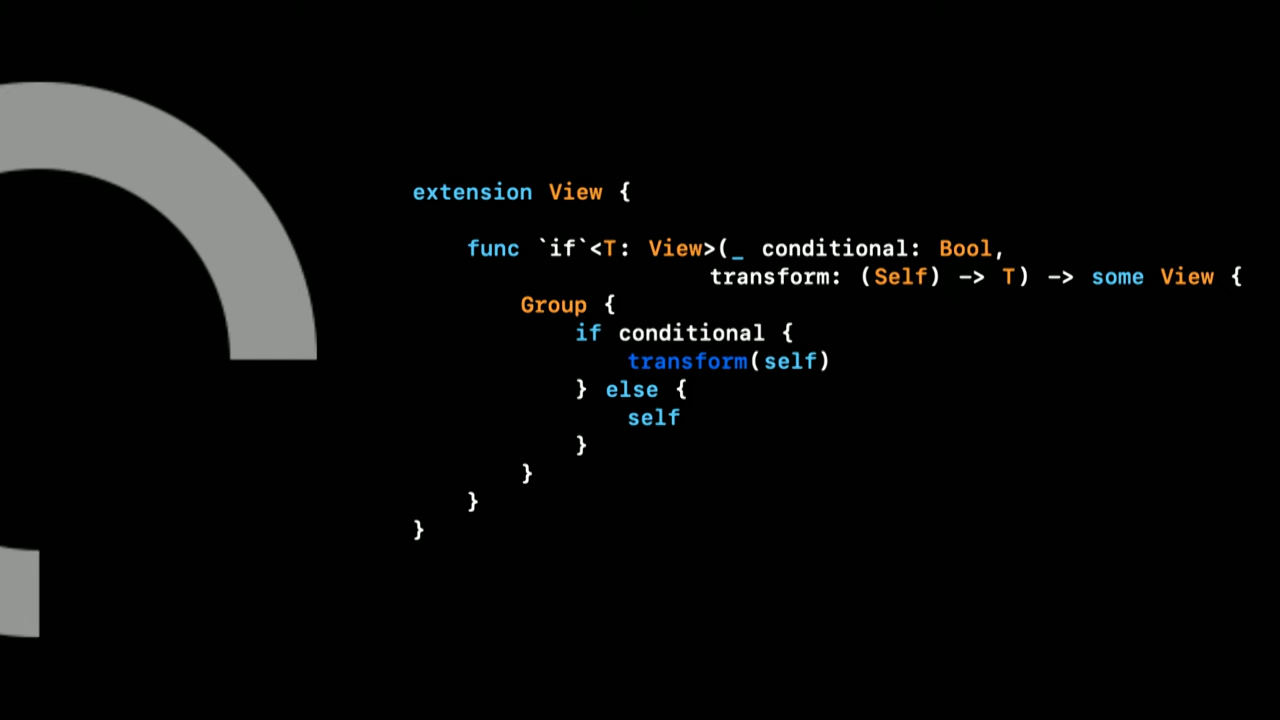 extension View {
func `if`<T: View>(_ conditional: Bool,
transform: (Self) -> T) -> some View {
Group {
if conditional {
transform(self)
} else {
self
}
}
}
}